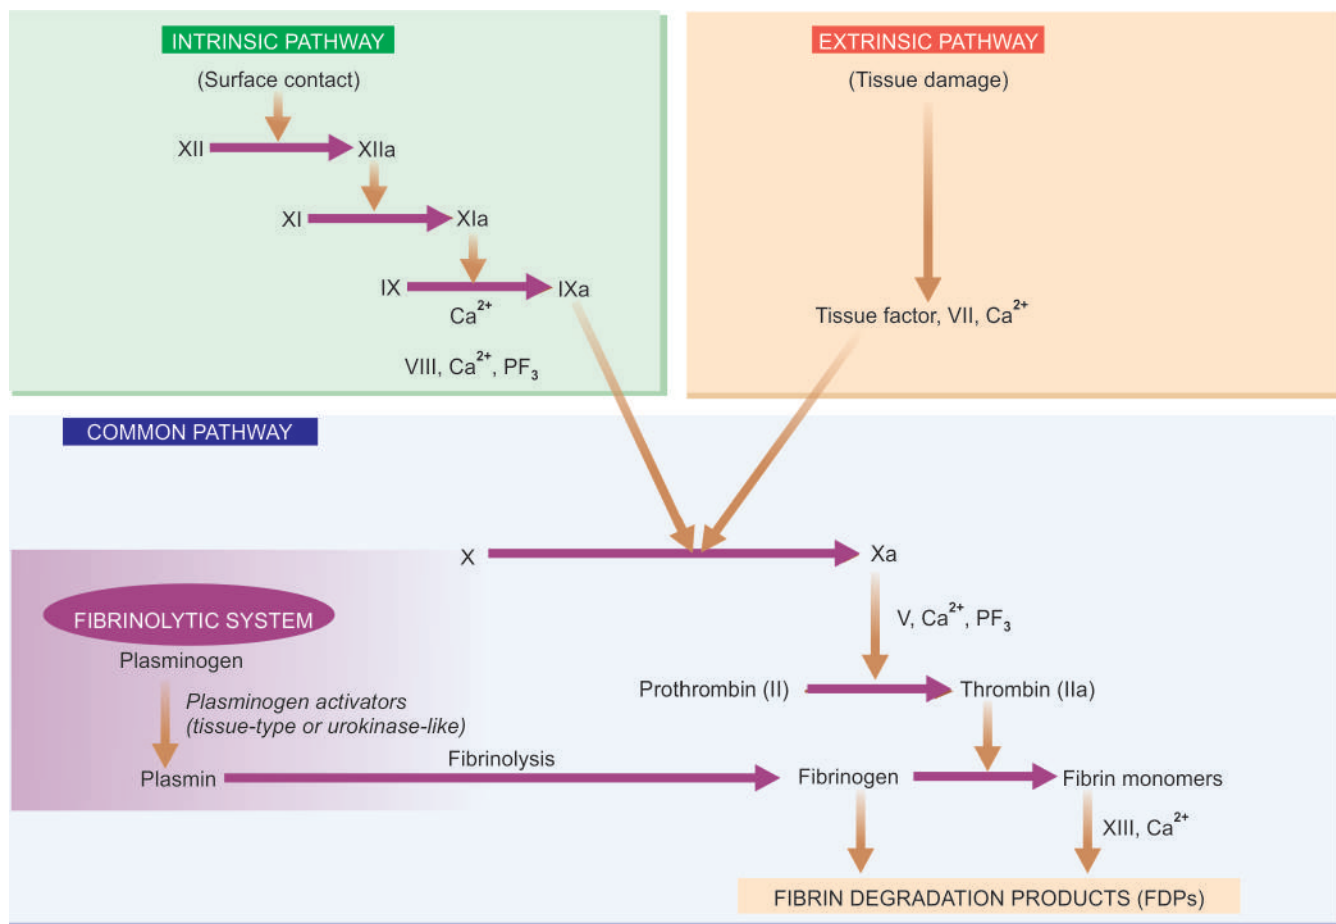 INTRINSIC PATHWAY
(Surface contact)
XII
XIIa
XI
XIa
IX
IXa
Ca²⁺
VIII, Ca²⁺, PF₃
EXTRINSIC PATHWAY
(Tissue damage)
Tissue factor, VII, Ca²⁺
COMMON PATHWAY
X
Xa
V, Ca²⁺, PF₃
Prothrombin (II)
Thrombin (IIa)
FIBRINOLYTIC SYSTEM
Plasminogen
Plasminogen activators
(tissue-type or urokinase-like)
Plasmin
Fibrinolysis
Fibrinogen
Fibrin monomers
XIII, Ca²⁺
FIBRIN DEGRADATION PRODUCTS (FDPs)